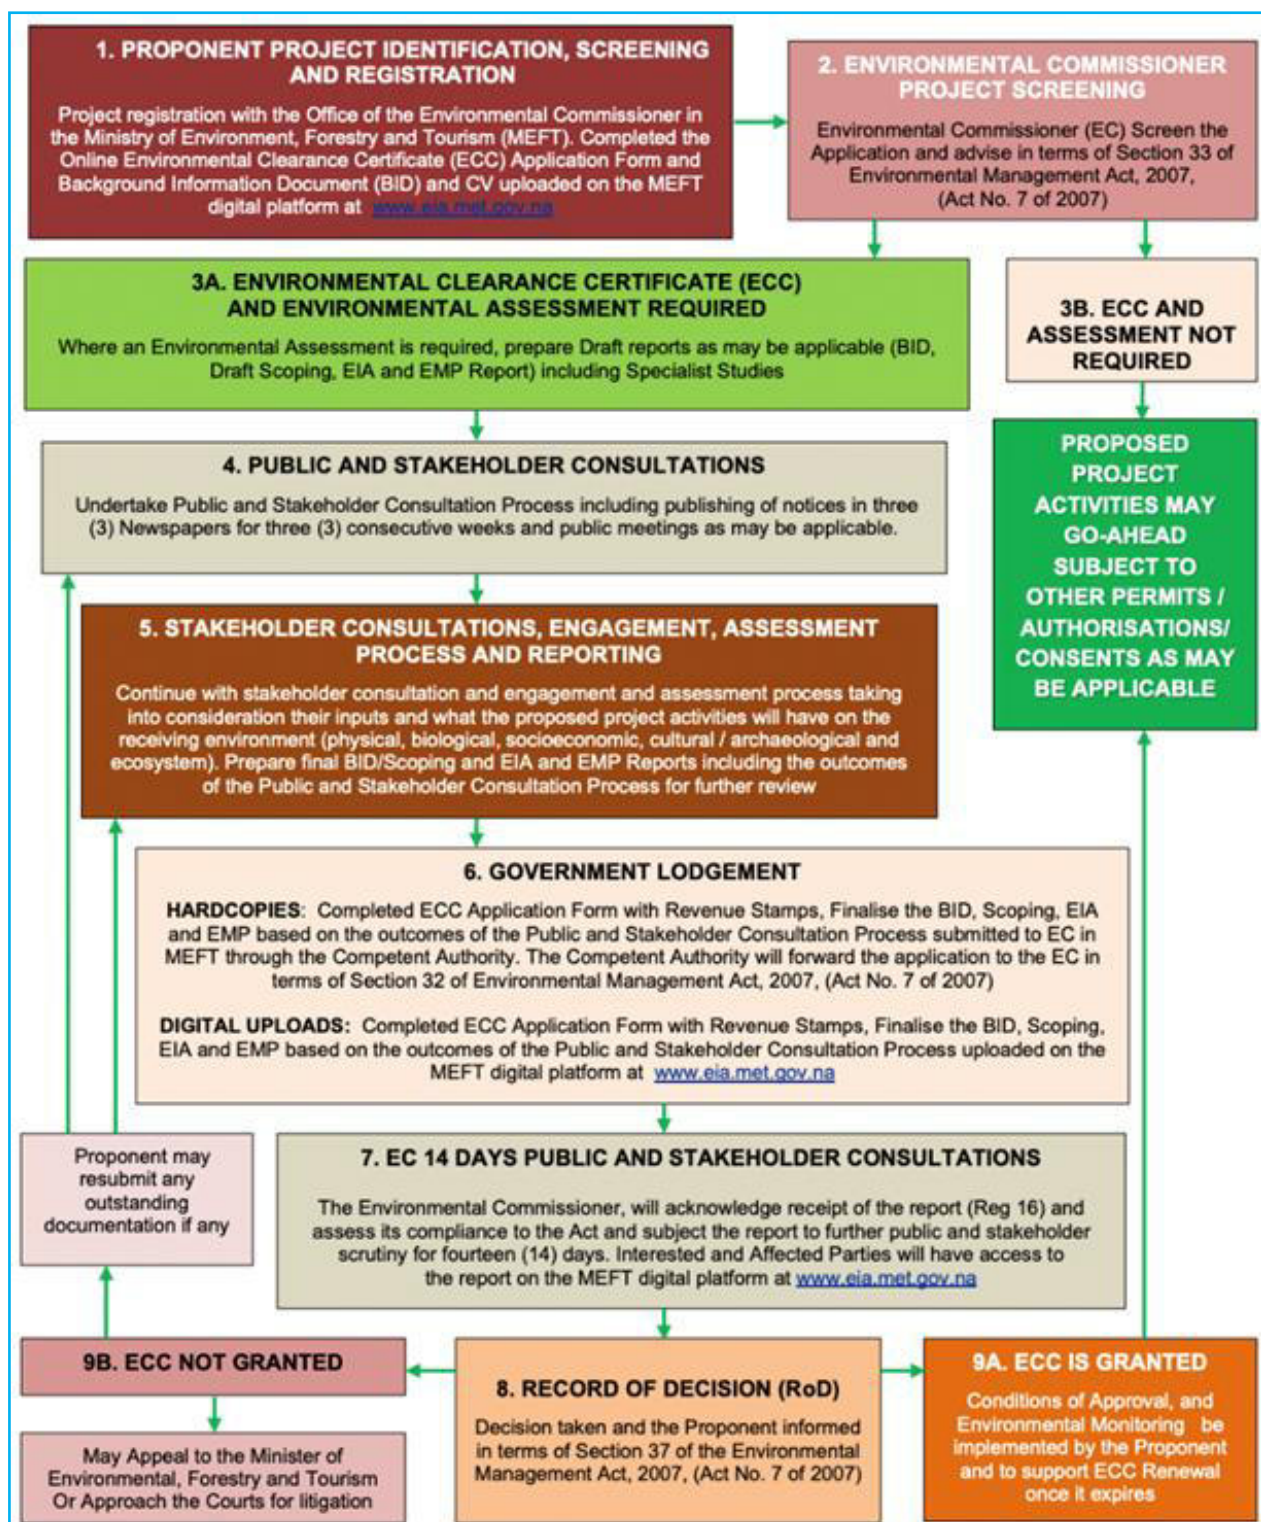 1. PROPONENT PROJECT IDENTIFICATION, SCREENING
AND REGISTRATION
Project registration with the Office of the Environmental Commissioner in
the Ministry of Environment, Forestry and Tourism (MEFT). Completed the
Online Environmental Clearance Certificate (ECC) Application Form and
Background Information Document (BID) and CV uploaded on the MEFT
digital platform at www.eia.met.gov.na
2. ENVIRONMENTAL COMMISSIONER
PROJECT SCREENING
Environmental Commissioner (EC) Screen the
Application and advise in terms of Section 33 of
Environmental Management Act, 2007,
(Act No. 7 of 2007)
3A. ENVIRONMENTAL CLEARANCE CERTIFICATE (ECC)
AND ENVIRONMENTAL ASSESSMENT REQUIRED
Where an Environmental Assessment is required, prepare Draft reports as may be applicable (BID,
Draft Scoping, EIA and EMP Report) including Specialist Studies
3B. ECC AND
ASSESSMENT NOT
REQUIRED
4. PUBLIC AND STAKEHOLDER CONSULTATIONS
Undertake Public and Stakeholder Consultation Process including publishing of notices in three
(3) Newspapers for three (3) consecutive weeks and public meetings as may be applicable.
PROPOSED
PROJECT
ACTIVITIES MAY
GO-AHEAD
SUBJECT TO
OTHER PERMITS /
AUTHORISATIONS/
CONSENTS AS MAY
BE APPLICABLE
5. STAKEHOLDER CONSULTATIONS, ENGAGEMENT, ASSESSMENT
PROCESS AND REPORTING
Continue with stakeholder consultation and engagement and assessment process taking
into consideration their inputs and what the proposed project activities will have on the
receiving environment (physical, biological, socioeconomic, cultural / archaeological and
ecosystem). Prepare final BID/Scoping and EIA and EMP Reports including the outcomes
of the Public and Stakeholder Consultation Process for further review
6. GOVERNMENT LODGEMENT
HARDCOPIES: Completed ECC Application Form with Revenue Stamps, Finalise the BID, Scoping, EIA
and EMP based on the outcomes of the Public and Stakeholder Consultation Process submitted to EC in
MEFT through the Competent Authority. The Competent Authority will forward the application to the EC in
terms of Section 32 of Environmental Management Act, 2007, (Act No. 7 of 2007)
DIGITAL UPLOADS: Completed ECC Application Form with Revenue Stamps, Finalise the BID, Scoping,
EIA and EMP based on the outcomes of the Public and Stakeholder Consultation Process uploaded on the
MEFT digital platform at www.eia.met.gov.na
Proponent may
resubmit any
outstanding
documentation if any
7. EC 14 DAYS PUBLIC AND STAKEHOLDER CONSULTATIONS
The Environmental Commissioner, will acknowledge receipt of the report (Reg 16) and
assess its compliance to the Act and subject the report to further public and stakeholder
scrutiny for fourteen (14) days. Interested and Affected Parties will have access to
the report on the MEFT digital platform at www.eia.met.gov.na
9B. ECC NOT GRANTED
May Appeal to the Minister of
Environmental, Forestry and Tourism
Or Approach the Courts for litigation
8. RECORD OF DECISION (RoD)
Decision taken and the Proponent informed
in terms of Section 37 of the Environmental
Management Act, 2007, (Act No. 7 of 2007)
9A. ECC IS GRANTED
Conditions of Approval, and
Environmental Monitoring be
implemented by the Proponent
and to support ECC Renewal
once it expires